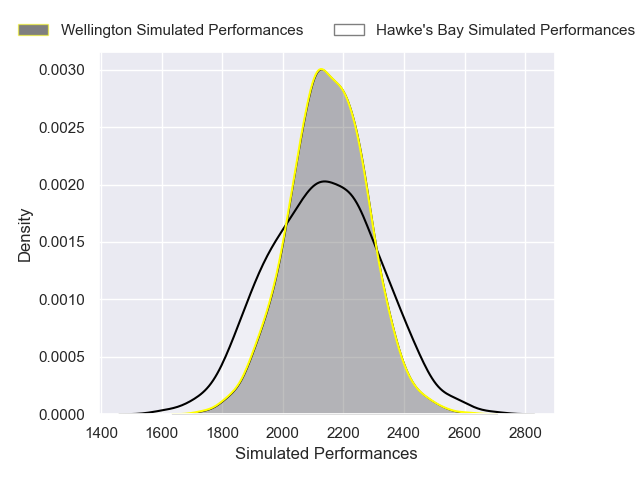 Wellington Simulated Performances
Hawke's Bay Simulated Performances
0.0030
0.0025
0.0020
0.0015
0.0010
0.0005
0.0000
Density
1400 1600 1800 2000 2200 2400 2600 2800
Simulated Performances